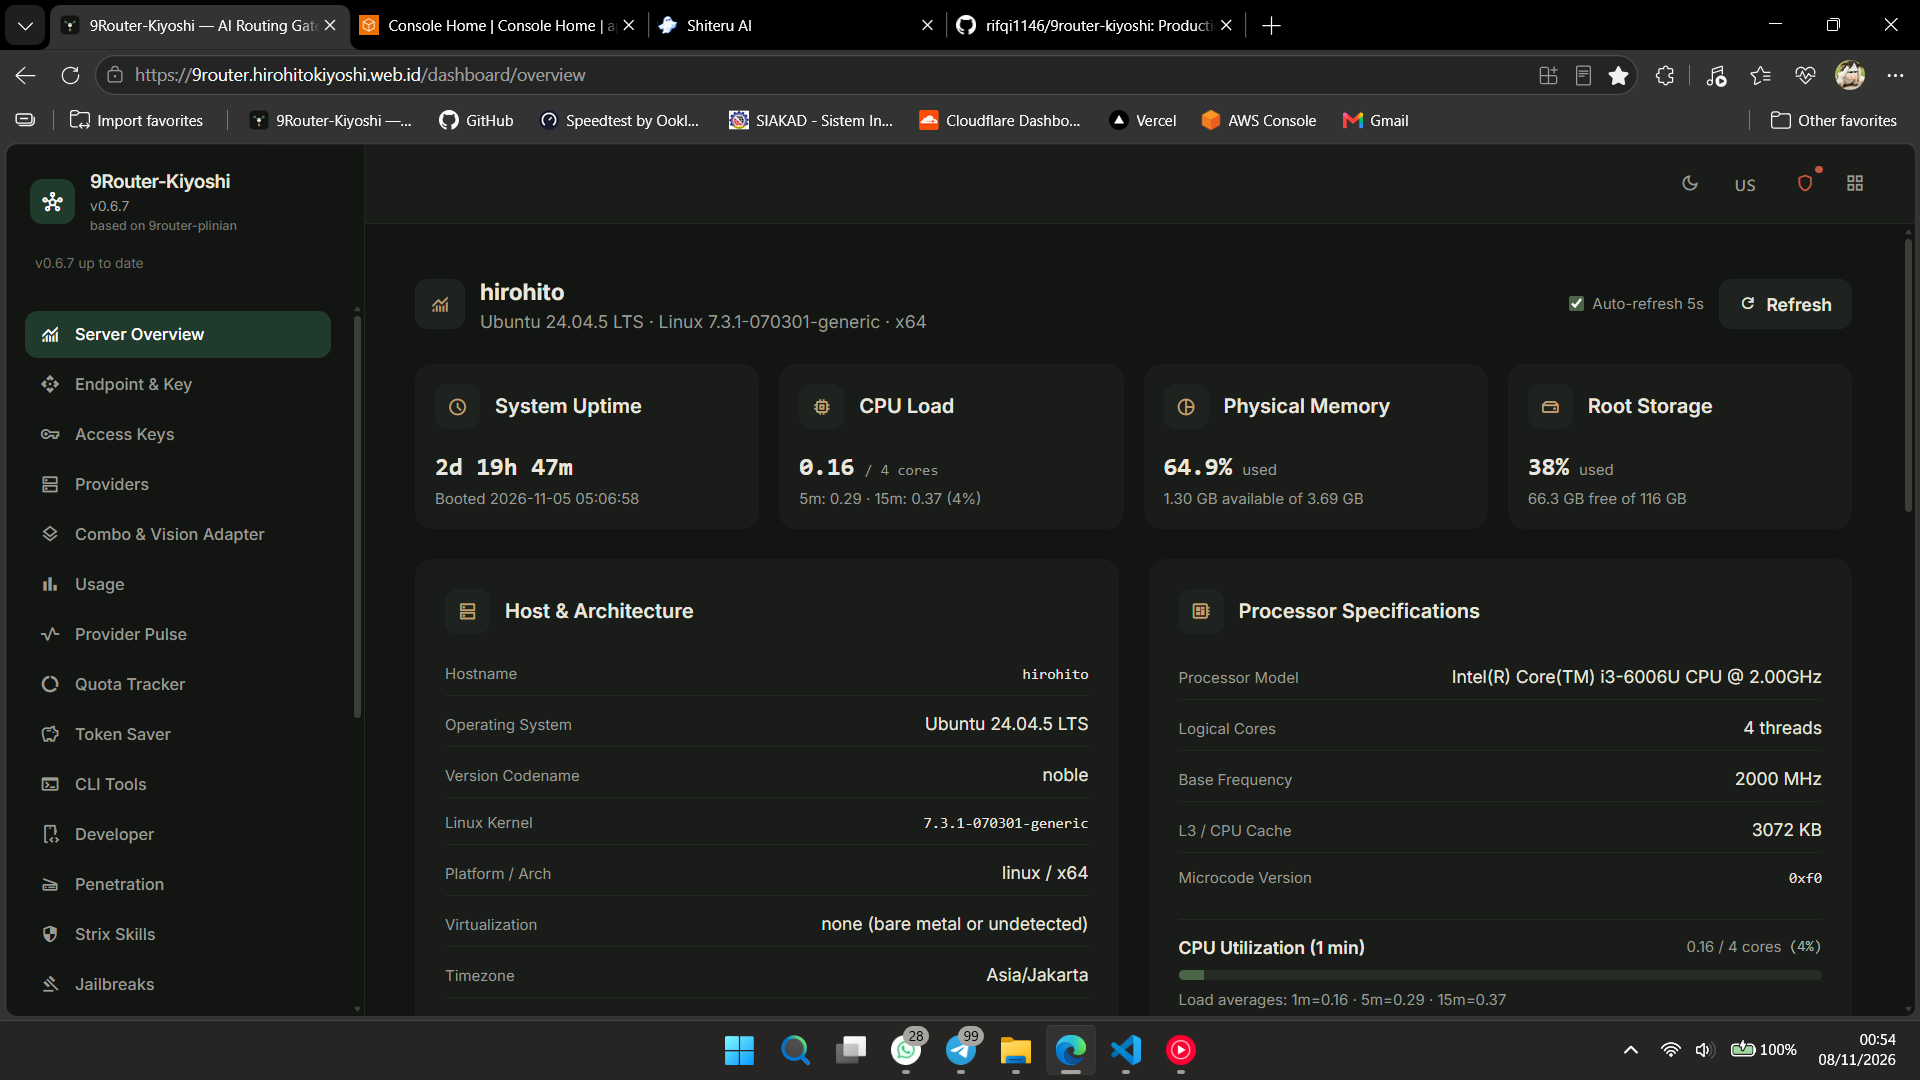 9Router-Kiyoshi — AI Routing Gate
Console Home | Console Home | a
Shiteru AI
rifqi1146/9router-kiyoshi: Producti
https://9router.hirohitokiyoshi.web.id/dashboard/overview
Import favorites
9Router-Kiyoshi —...
GitHub
Speedtest by Ookl...
SIAKAD - Sistem In...
Cloudflare Dashbo...
Vercel
AWS Console
Gmail
Other favorites
9Router-Kiyoshi
v0.6.7
based on 9router-plinian
v0.6.7 up to date
Server Overview
Endpoint & Key
Access Keys
Providers
Combo & Vision Adapter
Usage
Provider Pulse
Quota Tracker
Token Saver
CLI Tools
Developer
Penetration
Strix Skills
Jailbreaks
US
hirohito
Ubuntu 24.04.5 LTS · Linux 7.3.1-070301-generic · x64
Auto-refresh 5s
Refresh
System Uptime
2d 19h 47m
Booted 2026-11-05 05:06:58
CPU Load
0.16 / 4 cores
5m: 0.29 · 15m: 0.37 (4%)
Physical Memory
64.9% used
1.30 GB available of 3.69 GB
Root Storage
38% used
66.3 GB free of 116 GB
Host & Architecture
Hostname
hirohito
Operating System
Ubuntu 24.04.5 LTS
Version Codename
noble
Linux Kernel
7.3.1-070301-generic
Platform / Arch
linux / x64
Virtualization
none (bare metal or undetected)
Timezone
Asia/Jakarta
Processor Specifications
Processor Model
Intel(R) Core(TM) i3-6006U CPU @ 2.00GHz
Logical Cores
4 threads
Base Frequency
2000 MHz
L3 / CPU Cache
3072 KB
Microcode Version
0xf0
CPU Utilization (1 min)
0.16 / 4 cores (4%)
Load averages: 1m=0.16 · 5m=0.29 · 15m=0.37
28
99
100%
00:54
08/11/2026